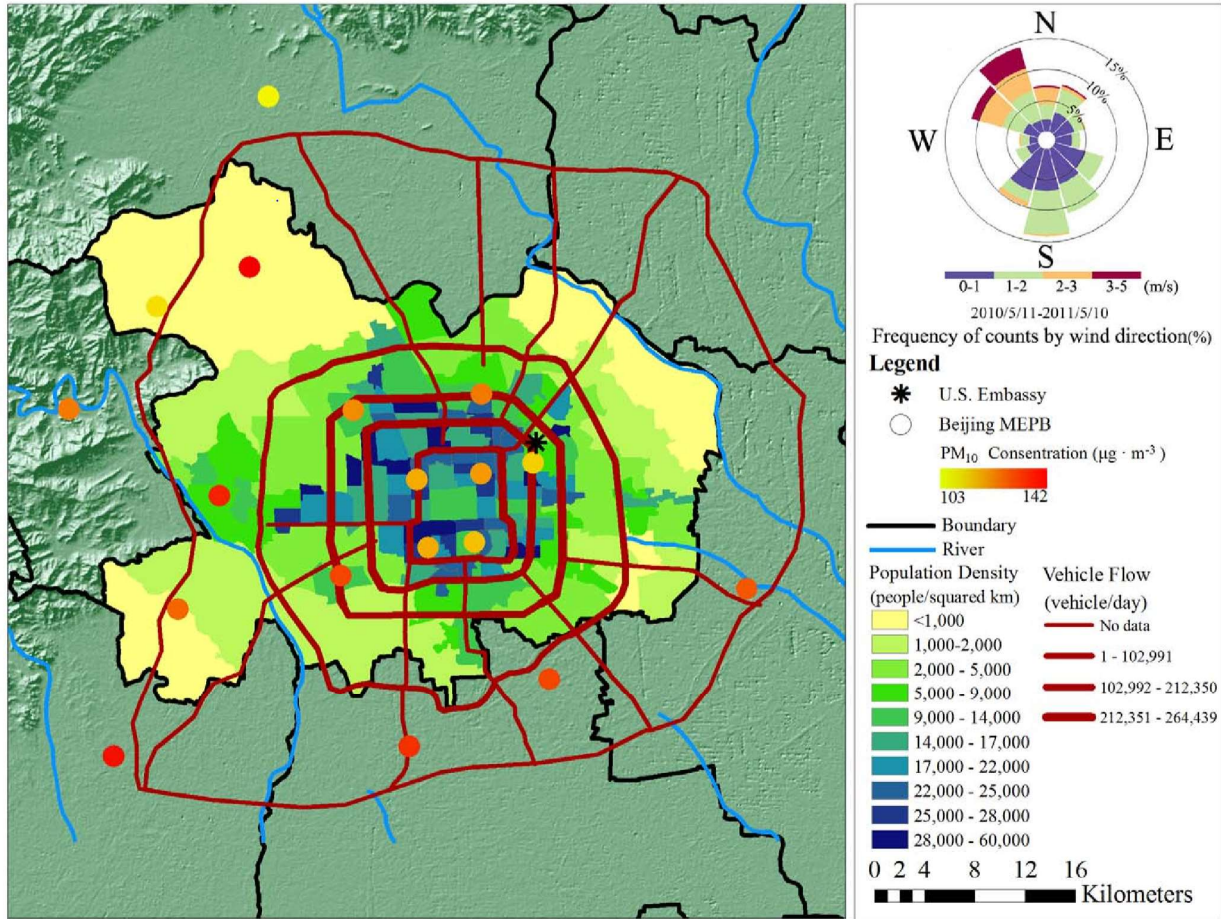 N
W
E
S
5%
10%
15%
0-1 1-2 2-3 3-5 (m/s)
2010/5/11-2011/5/10
Frequency of counts by wind direction(%)
Legend
U.S. Embassy
Beijing MEPB
PM10 Consentration (μg · m-3 )
103 142
Boundary
River
Population Density
(people/squared km)
<1,000
1,000-2,000
2,000 - 5,000
5,000 - 9,000
9,000 - 14,000
14,000 - 17,000
17,000 - 22,000
22,000 - 25,000
25,000 - 28,000
28,000 - 60,000
Vehicle Flow
(vehicle/day)
No data
1 - 102,991
102,992 - 212,350
212,351 - 264,439
0 2 4 8 12 16
Kilometers